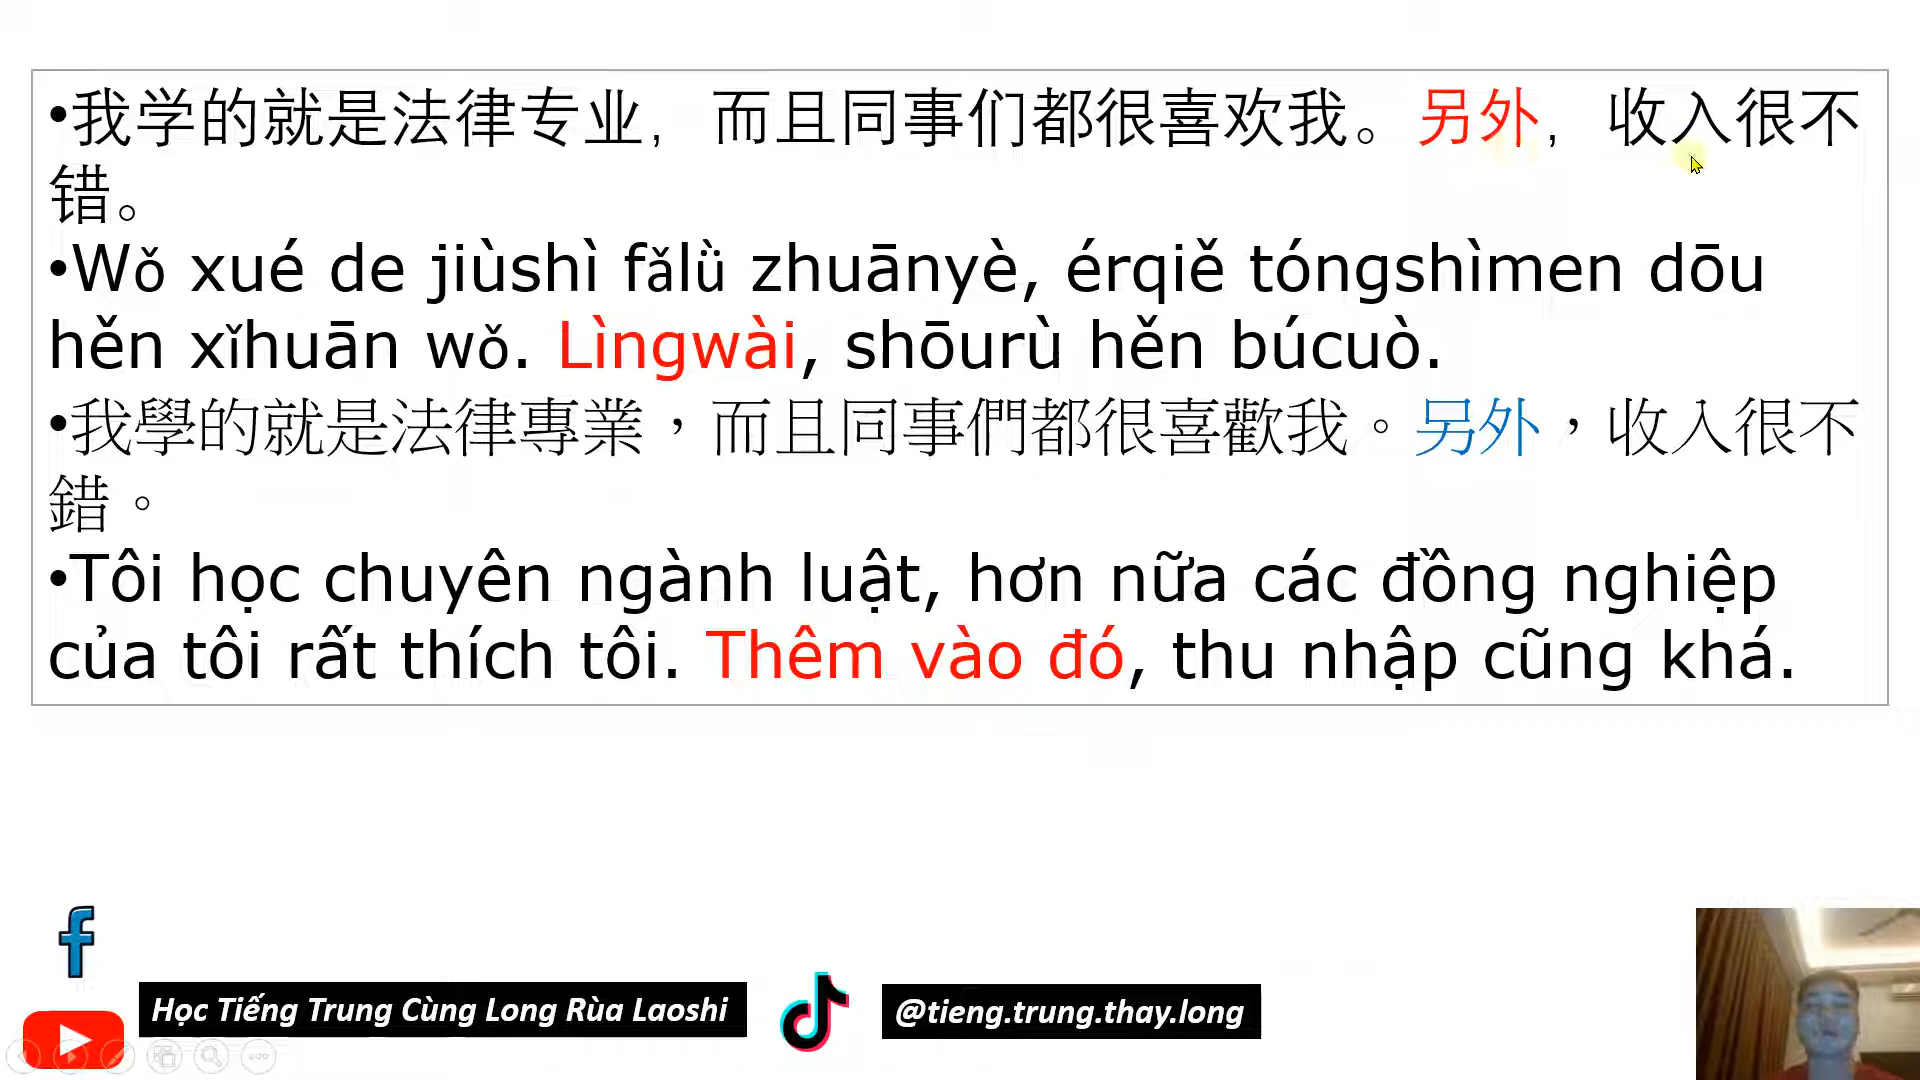 •我学的就是法律专业，而且同事们都很喜欢我。另外，收入很不
错。
•Wǒ xué de jiùshì fǎlǜ zhuānyè, érqiě tóngshìmen dōu
hěn xǐhuān wǒ. Lìngwài, shōurù hěn búcuò.
•我學的就是法律專業，而且同事們都很喜歡我。另外，收入很不
錯。
•Tôi học chuyên ngành luật, hơn nữa các đồng nghiệp
của tôi rất thích tôi. Thêm vào đó, thu nhập cũng khá.
Học Tiếng Trung Cùng Long Rùa Laoshi
@tieng.trung.thay.long